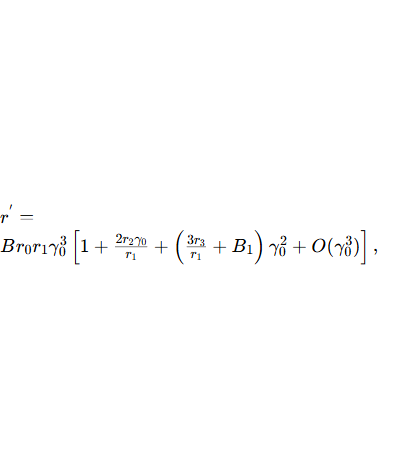 r′ =
Br₀r₁γ₀³ [1 + 2r₂γ₀/r₁ + (3r₃/r₁ + B₁) γ₀² + O(γ₀³)] ,